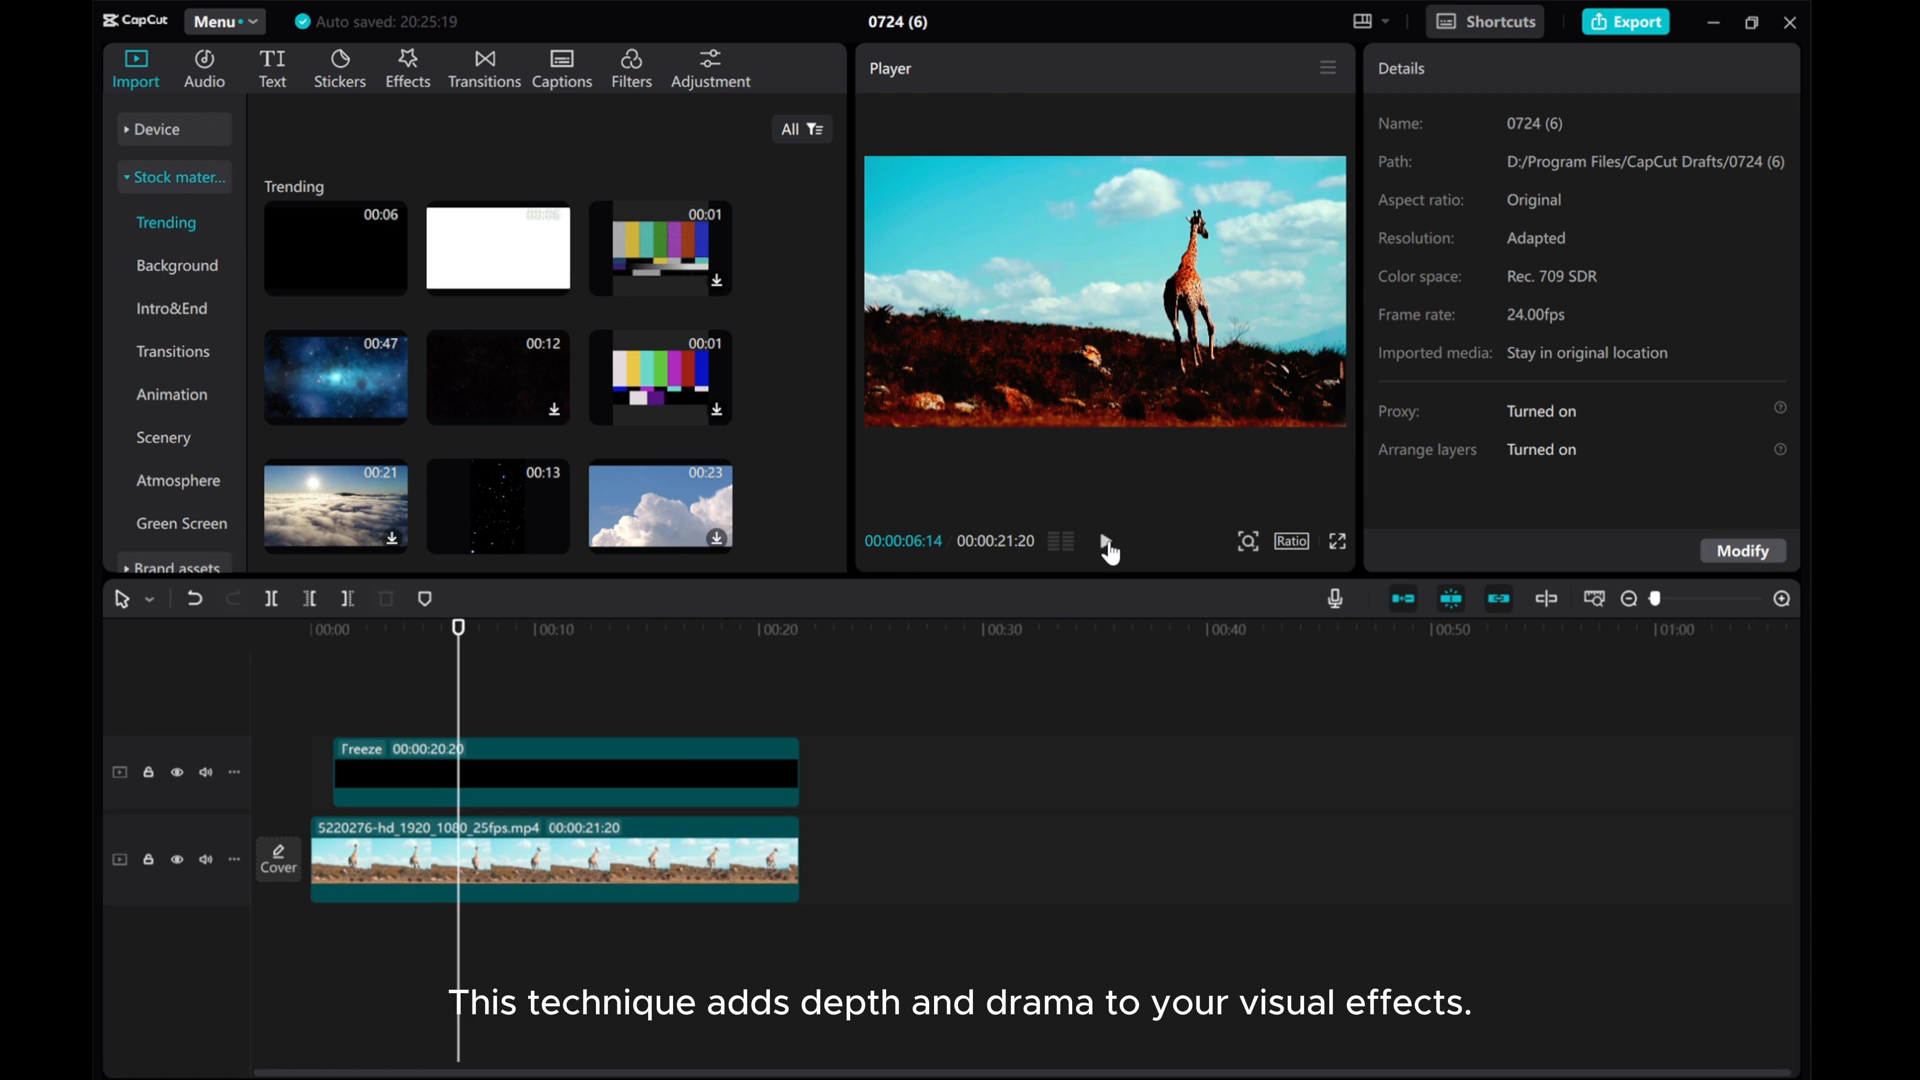 CapCut
Menu
Auto saved: 20:25:19
0724 (6)
Shortcuts
Export
Import
Audio
TI
Text
Stickers
Effects
Transitions
Captions
Filters
Adjustment
Player
Details
Device
Stock mater...
Trending
Background
Intro&End
Transitions
Animation
Scenery
Atmosphere
Green Screen
Brand assets
All
Trending
00:06
00:06
00:01
00:47
00:12
00:01
00:21
00:13
00:23
00:00:06:14
00:00:21:20
Ratio
Name: 0724 (6)
Path: D:/Program Files/CapCut Drafts/0724 (6)
Aspect ratio: Original
Resolution: Adapted
Color space: Rec. 709 SDR
Frame rate: 24.00fps
Imported media: Stay in original location
Proxy: Turned on
Arrange layers Turned on
Modify
00:00 00:10 00:20 00:30 00:40 00:50 01:00
Freeze 00:00:20:20
Cover
5220276-hd_1920_1080_25fps.mp4 00:00:21:20
This technique adds depth and drama to your visual effects.